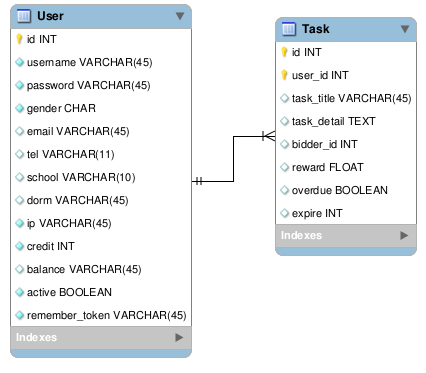 User
id INT
username VARCHAR(45)
password VARCHAR(45)
gender CHAR
email VARCHAR(45)
tel VARCHAR(11)
school VARCHAR(10)
dorm VARCHAR(45)
ip VARCHAR(45)
credit INT
balance VARCHAR(45)
active BOOLEAN
remember_token VARCHAR(45)
Indexes
Task
id INT
user_id INT
task_title VARCHAR(45)
task_detail TEXT
bidder_id INT
reward FLOAT
overdue BOOLEAN
expire INT
Indexes